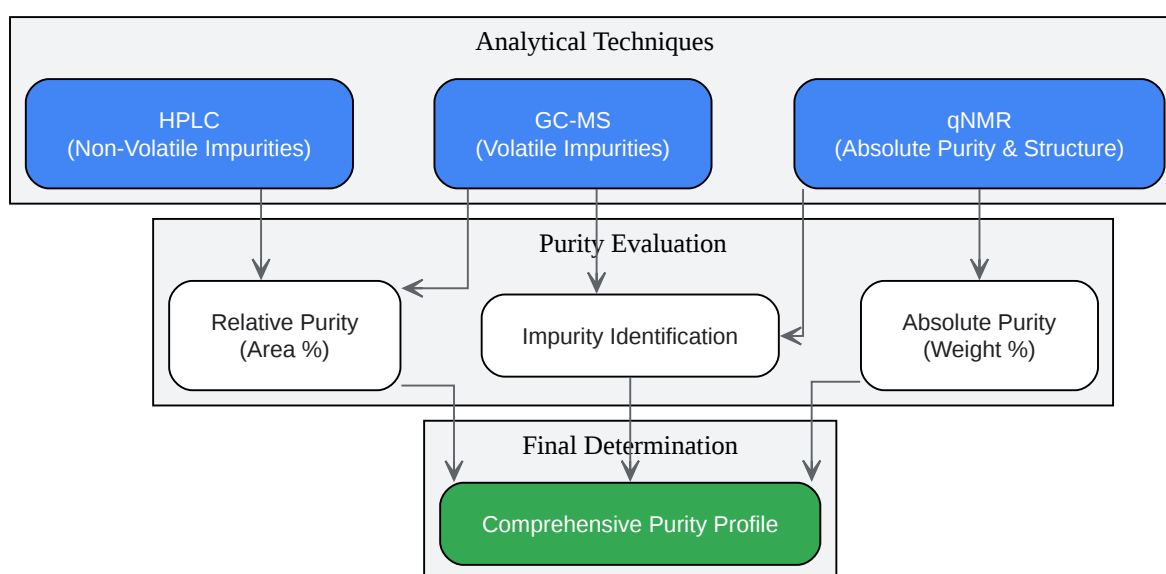 Analytical Techniques
HPLC
(Non-Volatile Impurities)
GC-MS
(Volatile Impurities)
qNMR
(Absolute Purity & Structure)
Purity Evaluation
Relative Purity
(Area %)
Impurity Identification
Absolute Purity
(Weight %)
Final Determination
Comprehensive Purity Profile